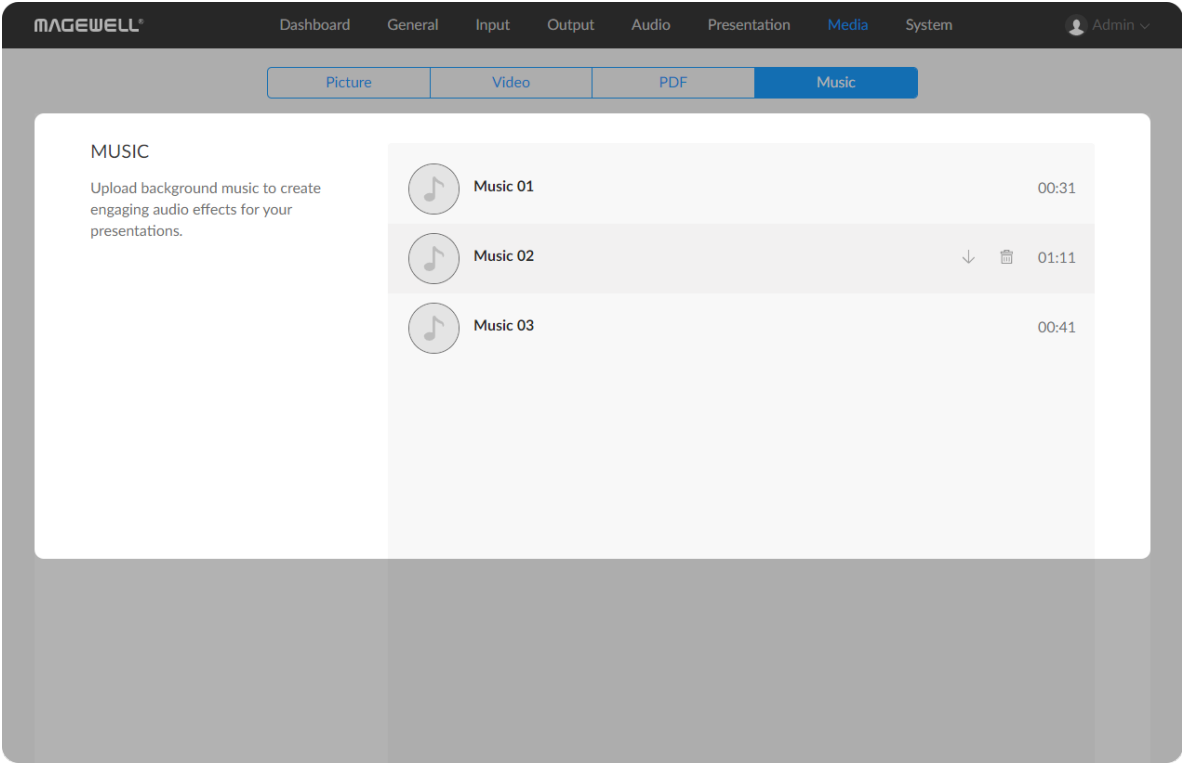 MAGEWELL®
Dashboard General Input Output Audio Presentation Media System Admin
Picture Video PDF Music
MUSIC
Upload background music to create
engaging audio effects for your
presentations.
Music 01 00:31
Music 02 01:11
Music 03 00:41